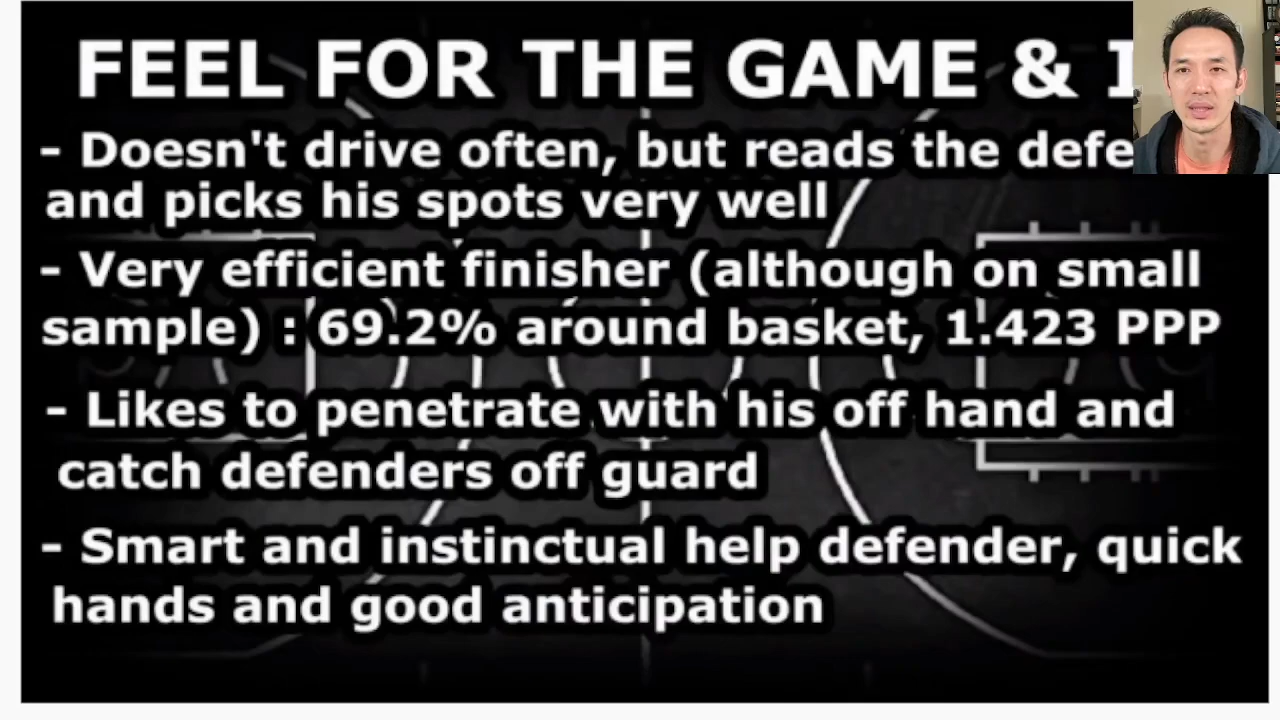 FEEL FOR THE GAME &
- Doesn't drive often, but reads the
and picks his spots very well
- Very efficient finisher (although on small
sample) : 69.2% around basket, 1.423 PPP
- Likes to penetrate with his off hand and
catch defenders off guard
- Smart and instinctual help defender, quick
hands and good anticipation